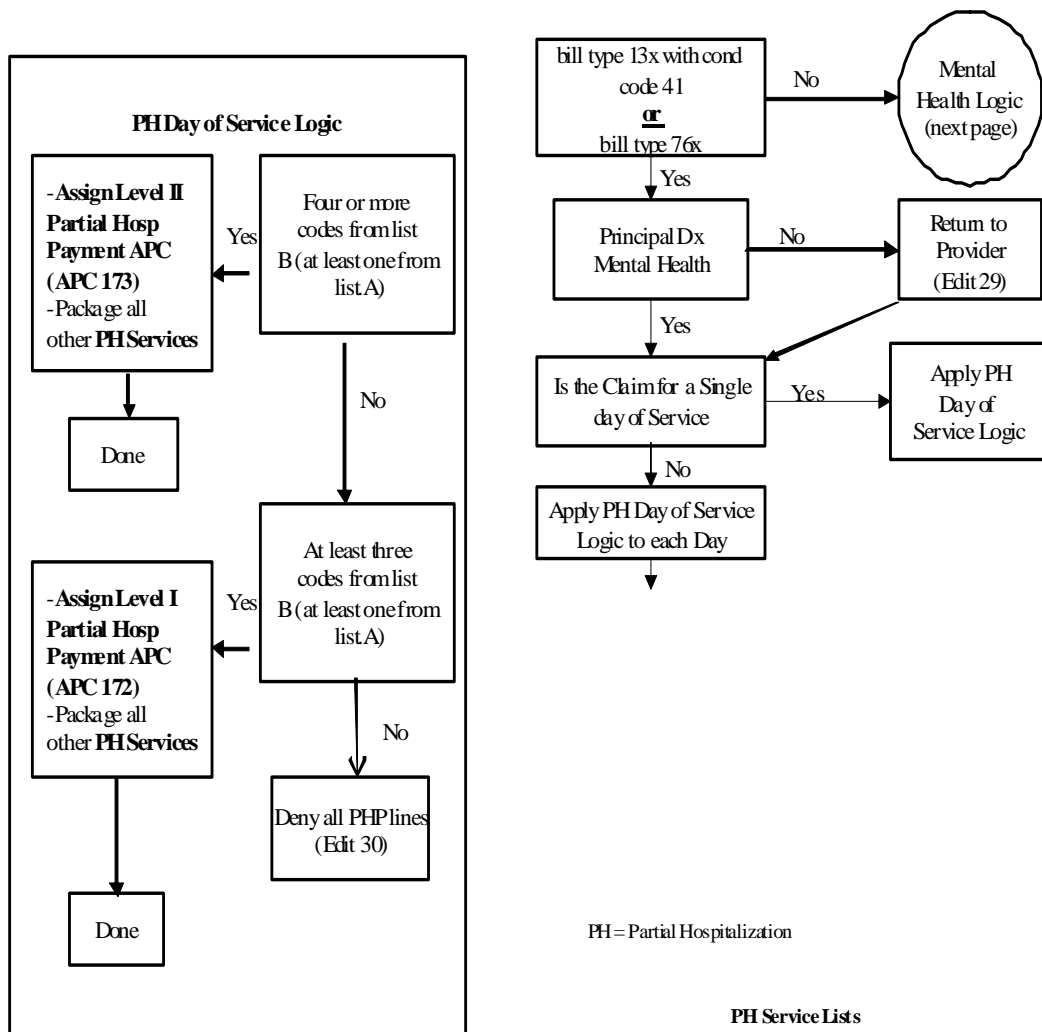 PH Day of Service Logic
-Assign Level II
Partial Hosp
Payment APC
(APC 173)
-Package all
other PH Services
Yes
Four or more
codes from list
B (at least one from
list A)
Done
No
-Assign Level I
Partial Hosp
Payment APC
(APC 172)
-Package all
other PH Services
Yes
At least three
codes from list
B (at least one from
list A)
No
Deny all PHP lines
(Edit 30)
Done
bill type 13x with cond
code 41
or
bill type 76x
No
Mental
Health Logic
(next page)
Yes
Principal Dx
Mental Health
No
Return to
Provider
(Edit 29)
Yes
Is the Claim for a Single
day of Service
Yes
Apply PH
Day of
Service Logic
No
Apply PH Day of Service
Logic to each Day
PH = Partial Hospitalization
PH Service Lists